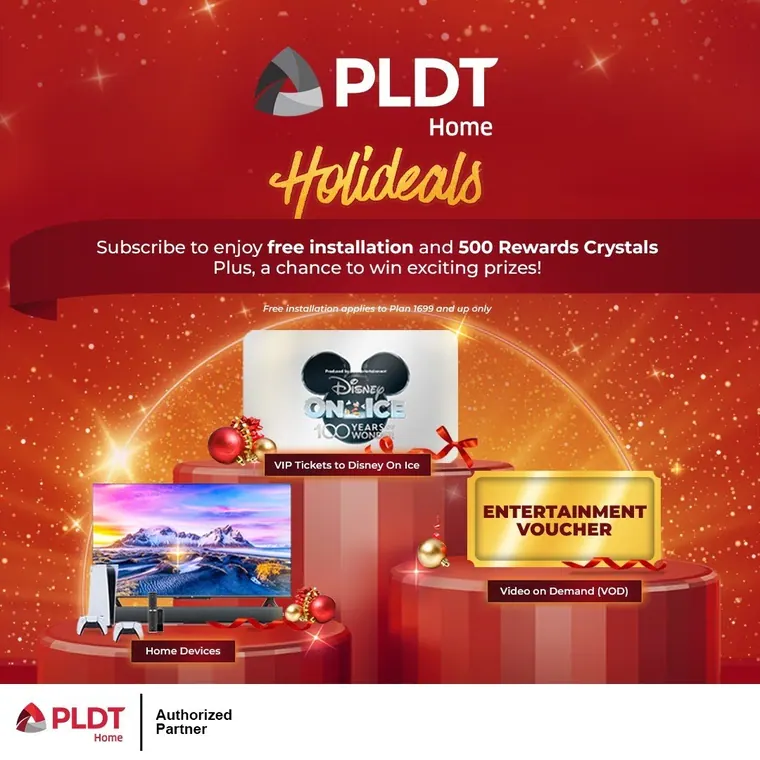 PLDT
Home
Holideals
Subscribe to enjoy free installation and 500 Rewards Crystals
Plus, a chance to win exciting prizes!
Free installation applies to Plan 1699 and up only
Produced by
Disney
ON ICE
100 YEARS OF
WONDER
VIP Tickets to Disney On Ice
ENTERTAINMENT
VOUCHER
Video on Demand (VOD)
Home Devices
PLDT
Home
Authorized
Partner